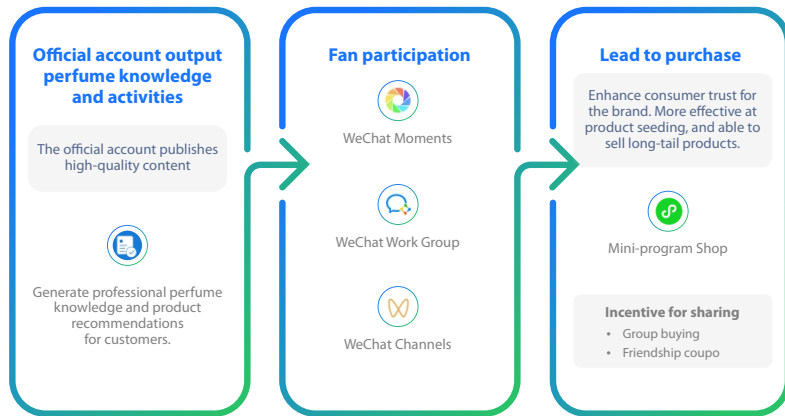 Official account output
perfume knowledge
and activities
The official account publishes
high-quality content
Generate professional perfume
knowledge and product
recommendations
for customers.
Fan participation
WeChat Moments
WeChat Work Group
WeChat Channels
Lead to purchase
Enhance consumer trust for
the brand. More effective at
product seeding, and able to
sell long-tail products.
Mini-program Shop
Incentive for sharing
• Group buying
• Friendship coupo